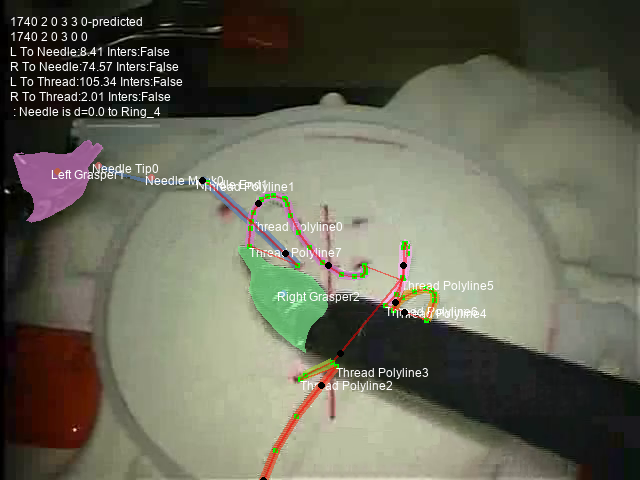 1740 2 0 3 3 0-predicted
1740 2 0 3 0 0
L To Needle:8.41 Inters:False
R To Needle:74.57 Inters:False
L To Thread:105.34 Inters:False
R To Thread:2.01 Inters:False
: Needle is d=0.0 to Ring_4
Needle Tip0
Left Grasper1
Thread Polyline1
Thread Polyline0
Thread Polyline7
Thread Polyline5
Right Grasper2
Thread Polyline4
Thread Polyline3
Thread Polyline2